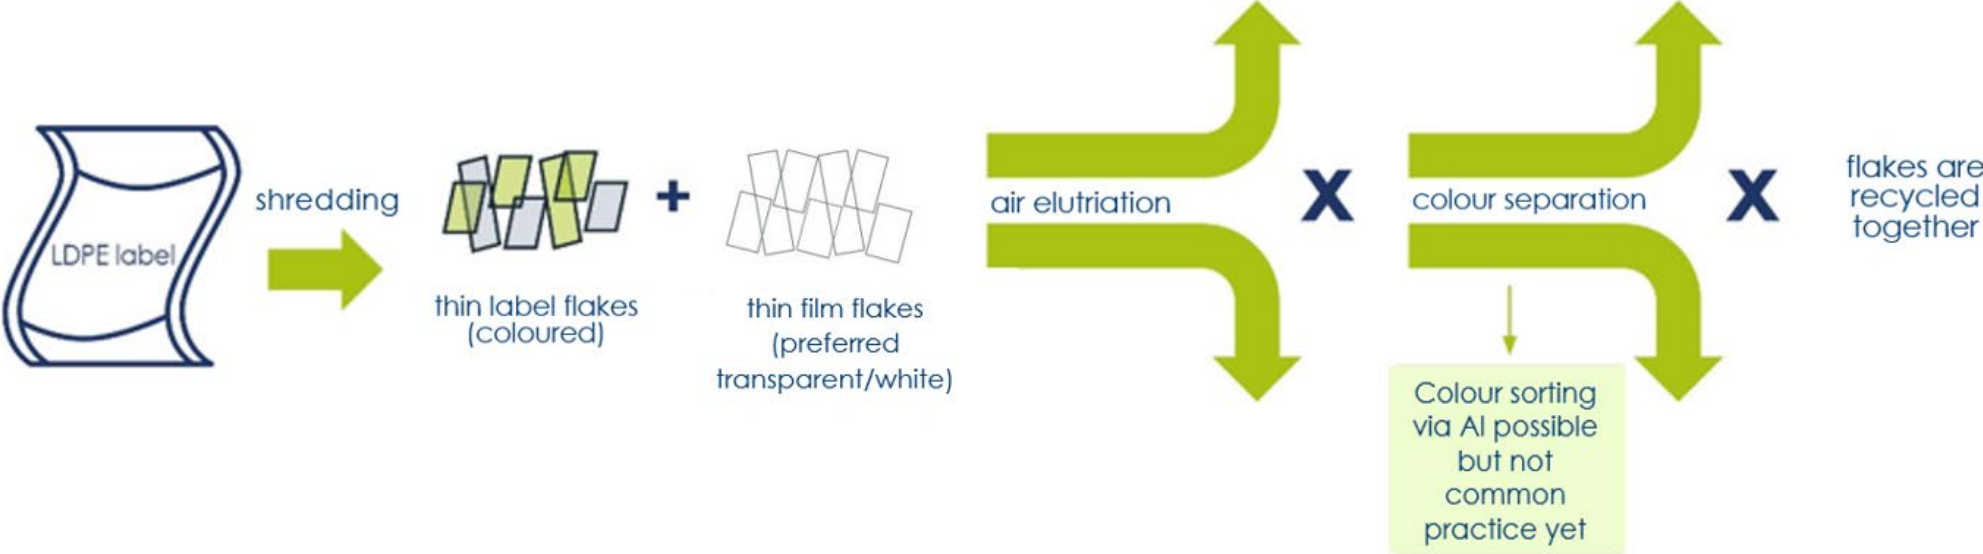 LDPE label
shredding
thin label flakes
(coloured)
+
thin film flakes
(preferred
transparent/white)
air elutriation
X
colour separation
X
Colour sorting
via AI possible
but not
common
practice yet
flakes are
recycled
together